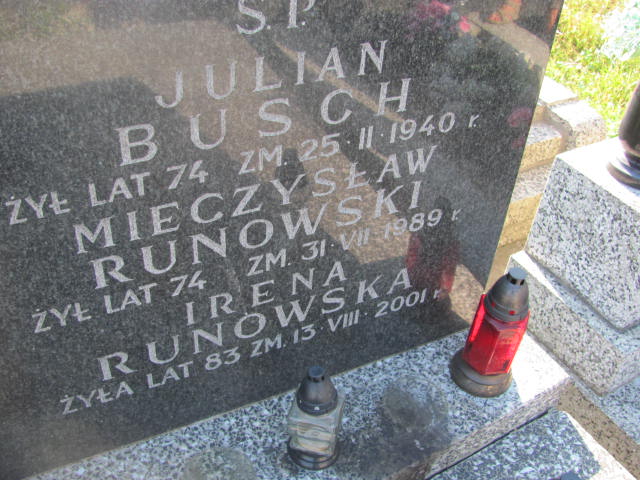 Ś.P.
JULIAN
BUSCH
ŻYŁ LAT 74 ZM. 25·II·1940 r.
MIECZYSŁAW
RUNOWSKI
ŻYŁ LAT 74 ZM. 31·VII·1989 r.
IRENA
RUNOWSKA
ŻYŁA LAT 83 ZM. 13·VIII·2001 r.